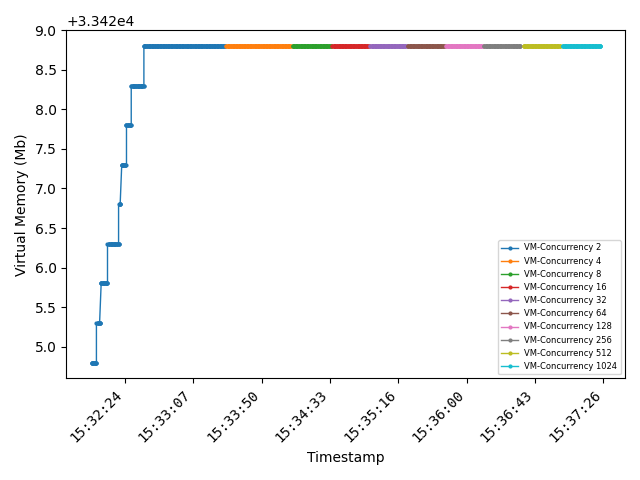 +3.342e4
9.0
8.5
8.0
7.5
7.0
6.5
6.0
5.5
5.0
Virtual Memory (Mb)
VM-Concurrency 2
VM-Concurrency 4
VM-Concurrency 8
VM-Concurrency 16
VM-Concurrency 32
VM-Concurrency 64
VM-Concurrency 128
VM-Concurrency 256
VM-Concurrency 512
VM-Concurrency 1024
15:32:24
15:33:07
15:33:50
15:34:33
15:35:16
15:36:00
15:36:43
15:37:26
Timestamp